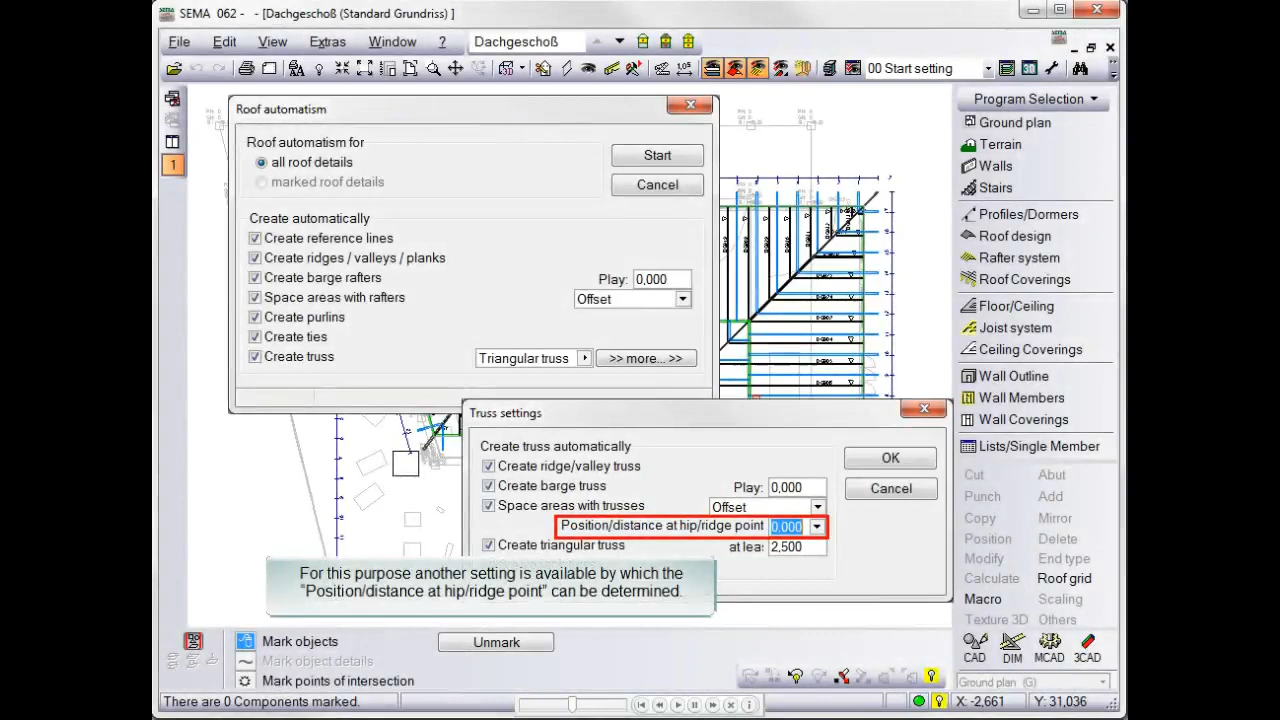 SEMA 062 - - [Dachgeschoß (Standard Grundriss) ]
File Edit View Extras Window ? Dachgeschoß
00 Start setting
1
Roof automatism
Roof automatism for
all roof details
marked roof details
Start
Cancel
Create automatically
Create reference lines
Create ridges / valleys / planks
Create barge rafters
Play: 0,000
Space areas with rafters
Offset
Create purlins
Create ties
Create truss
Triangular truss
>> more... >>
Truss settings
Create truss automatically
Create ridge/valley truss
Create barge truss
Play: 0,000
Space areas with trusses
Offset
Position/distance at hip/ridge point 0,000
Create triangular truss
at lea: 2,500
OK
Cancel
For this purpose another setting is available by which the
"Position/distance at hip/ridge point" can be determined.
Program Selection
Ground plan
Terrain
Walls
Stairs
Profiles/Dormers
Roof design
Rafter system
Roof Coverings
Floor/Ceiling
Joist system
Ceiling Coverings
Wall Outline
Wall Members
Wall Coverings
Lists/Single Member
Cut Abut
Punch Add
Copy Mirror
Position Delete
Modify End type
Calculate Roof grid
Macro Scaling
Texture 3D Others
CAD DIM MCAD 3CAD
Ground plan (G)
Mark objects
Unmark
Mark object details
Mark points of intersection
There are 0 Components marked.
X: -2,661 Y: 31,036